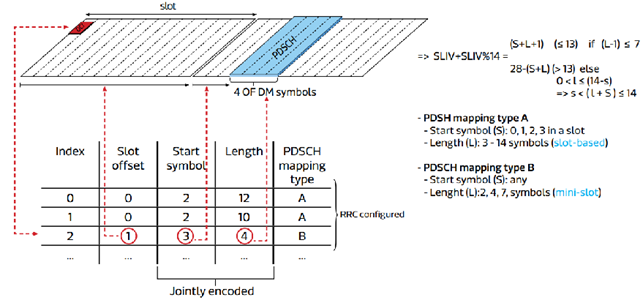 slot
PDSCH
4 OF DM symbols
Index
Slot offset
Start symbol
Length
PDSCH mapping type
0 0 2 12 A
1 0 2 10 A
2 1 3 4 B
... ... ... ... ...
RRC configured
Jointly encoded
(S+L+1) (≤ 13) if (L-1) ≤ 7
=> SLIV+SLIV%14 =
28-(S+L) (> 13) else
0 < l ≤ (14-s)
=> s < ( l + S ) ≤ 14
- PDSH mapping type A
- Start symbol (S): 0, 1, 2, 3 in a slot
- Length (L): 3 - 14 symbols (slot-based)
- PDSCH mapping type B
- Start symbol (S): any
- Lenght (L:2, 4, 7, symbols (mini-slot)